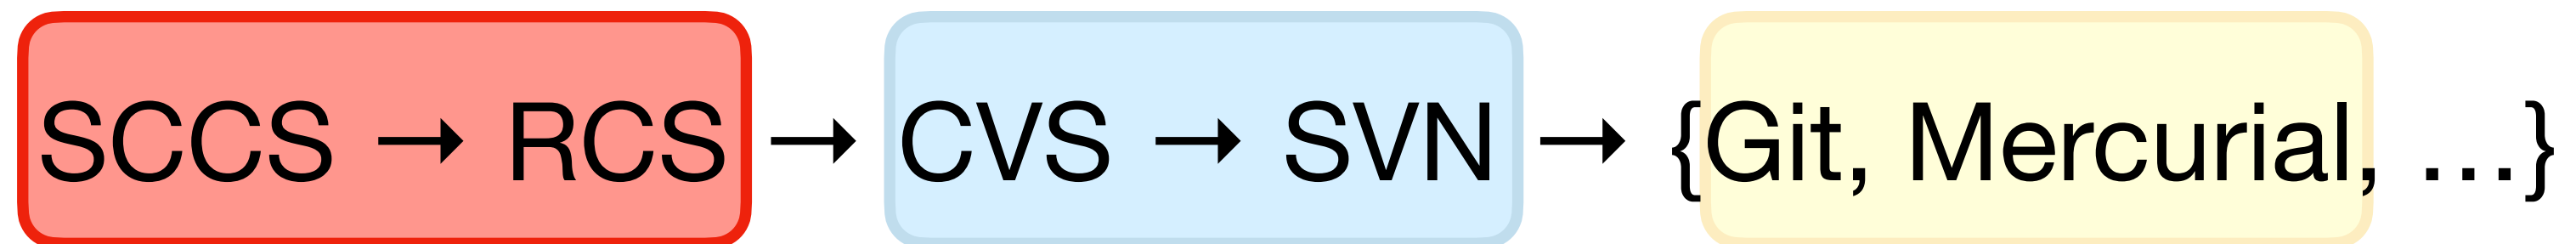 SCCS → RCS → CVS → SVN → {Git, Mercurial, …}